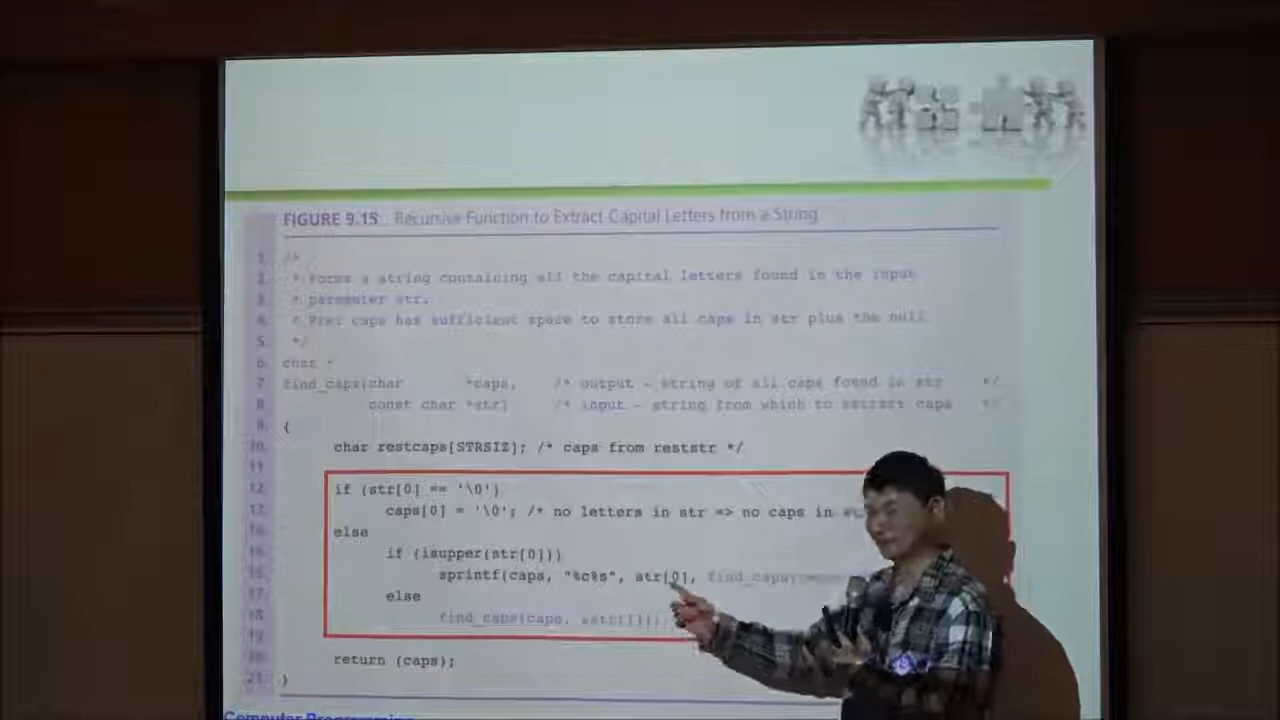 FIGURE 9.15 Recursive Function to Extract Capital Letters from a String
1. /*
2. * Forms a string containing all the capital letters found in the input
3. * parameter str.
4. * Pre: caps has sufficient space to store all caps in str plus the null
5. */
6. char *
7. find_caps(char *caps, /* output - string of all caps found in str */
8. const char *str) /* input - string from which to extract caps */
9. {
10. char restcaps[STRSIZ]; /* caps from reststr */
11.
12. if (str[0] == '\0')
13. caps[0] = '\0'; /* no letters in str => no caps in
14. else
15. if (isupper(str[0]))
16. sprintf(caps, "%c%s", str[0], find_caps(
17. else
18. find_caps(caps, &str[1]);
19.
20. return (caps);
21. }
Computer Programming